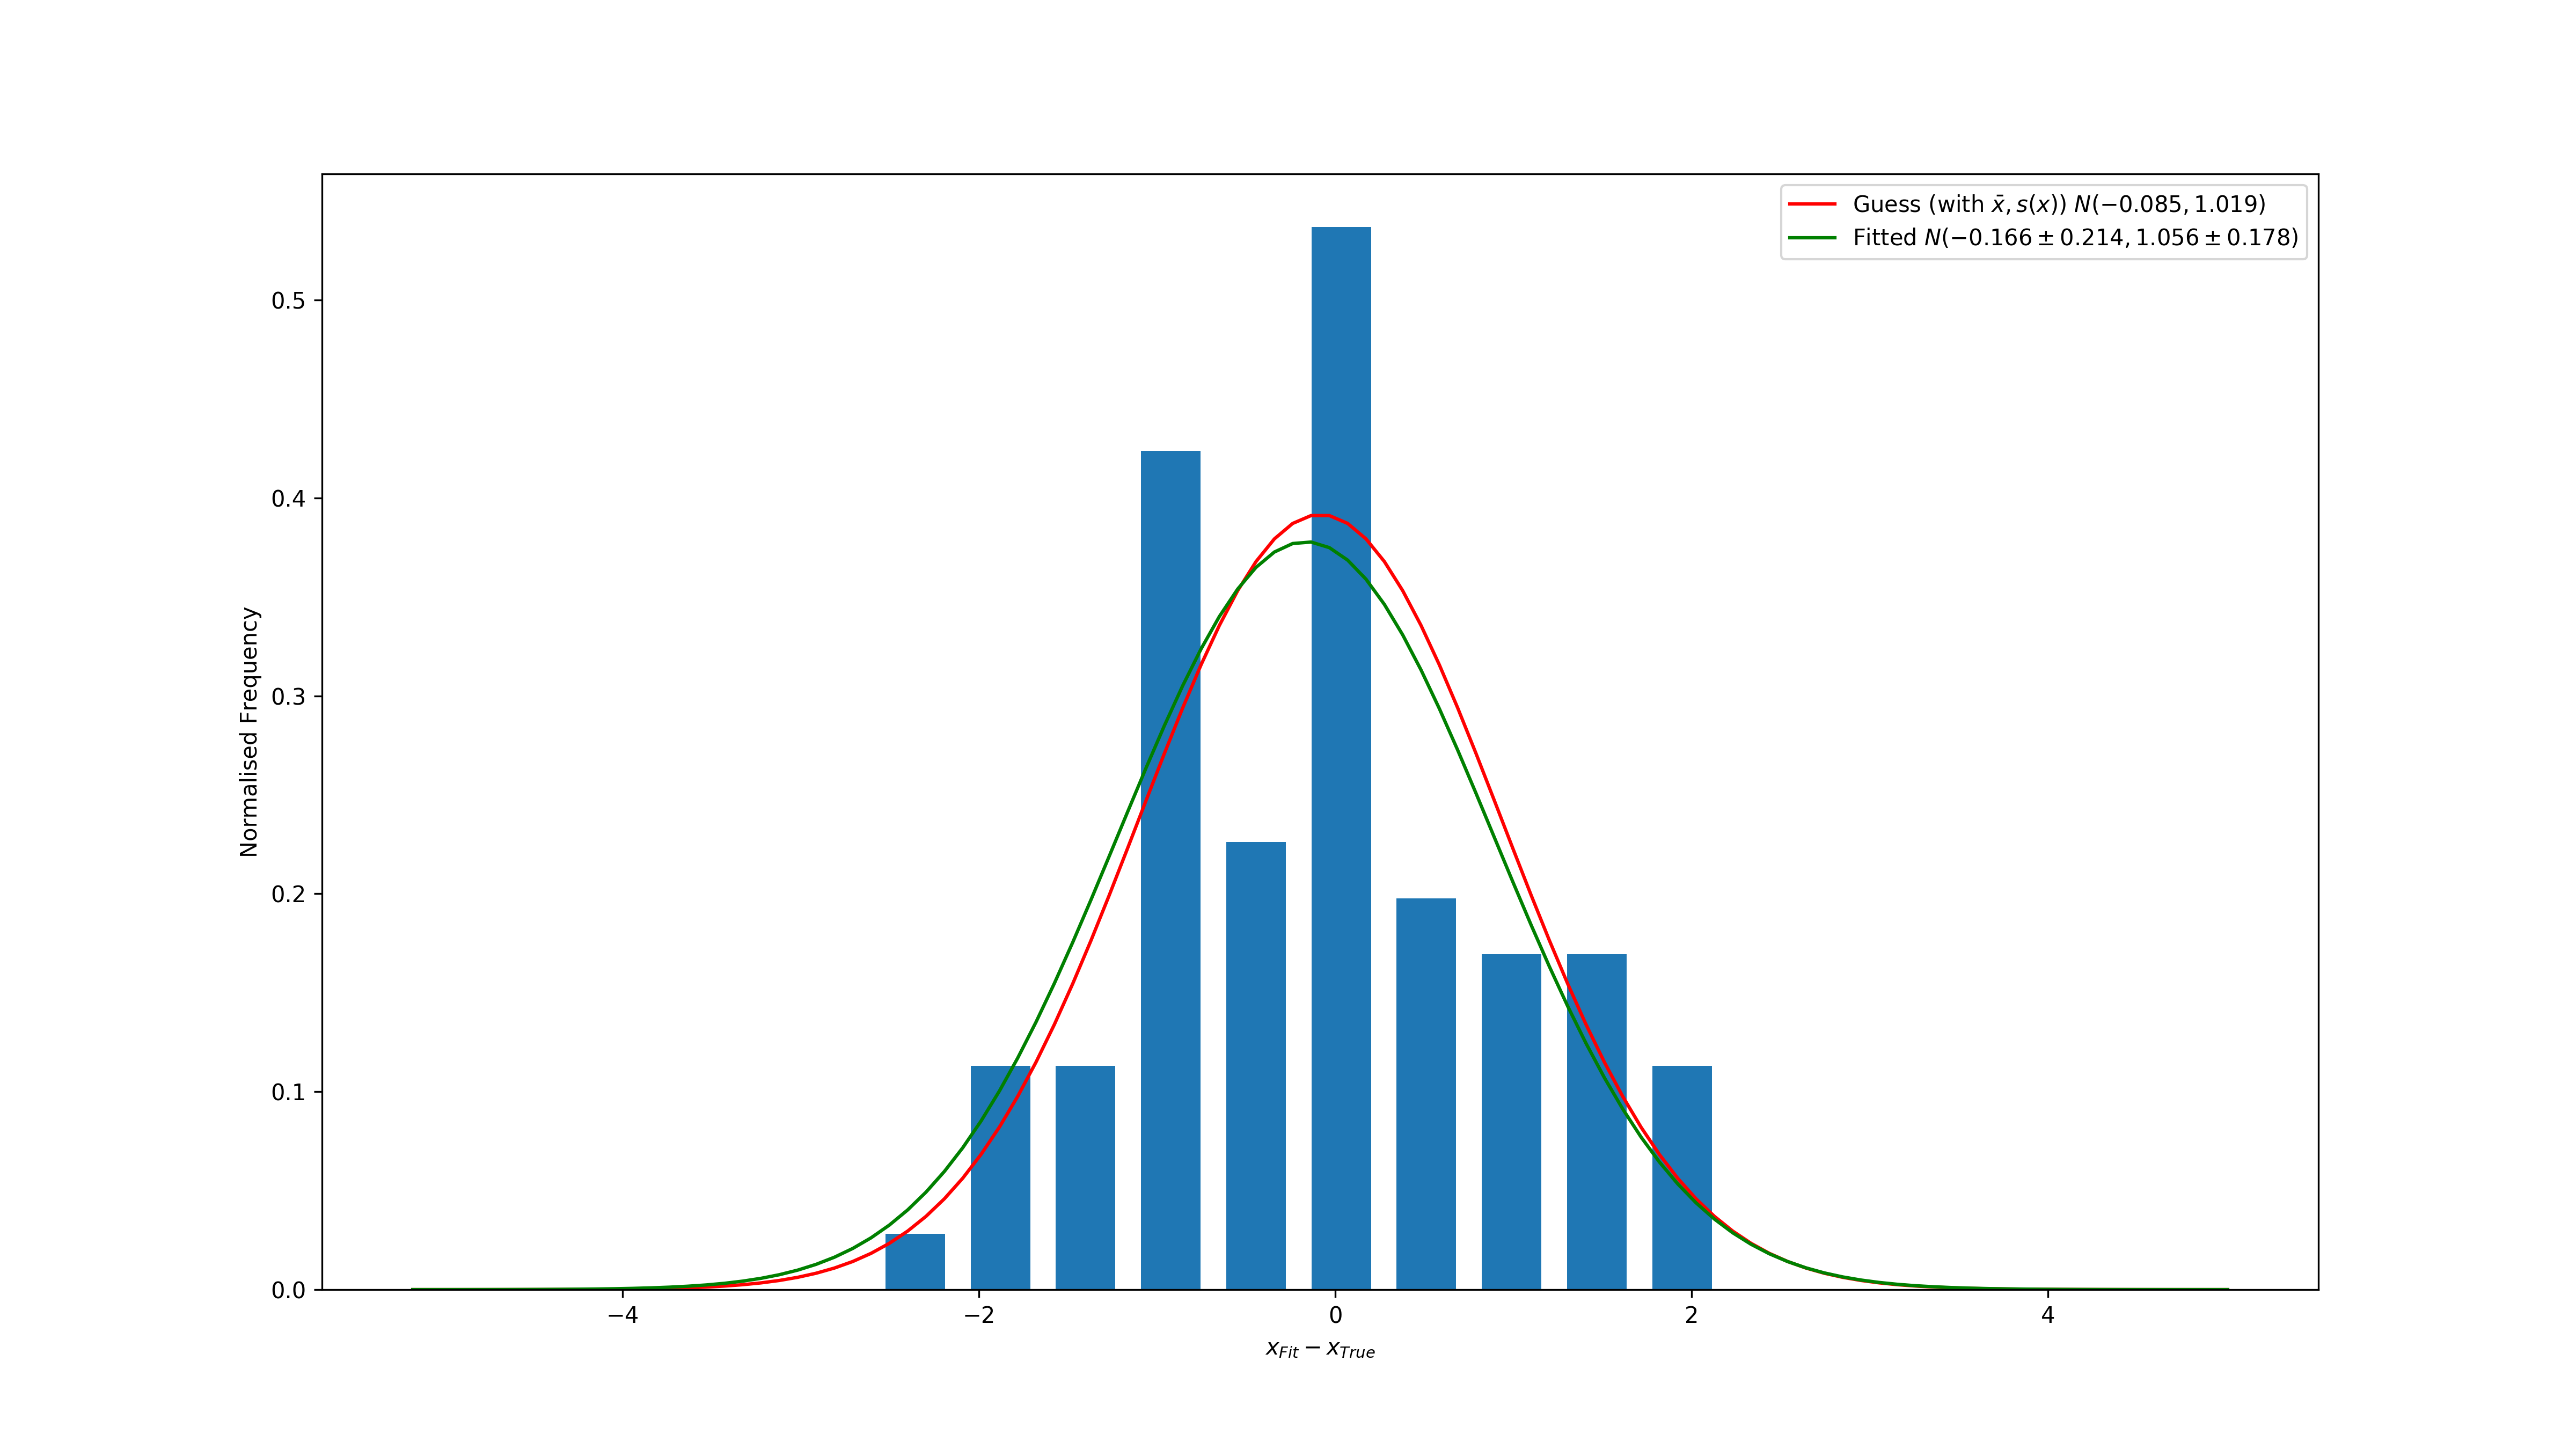 Guess (with x̄, s(x)) N(−0.085, 1.019)
Fitted N(−0.166 ± 0.214, 1.056 ± 0.178)
Normalised Frequency
0.5
0.4
0.3
0.2
0.1
0.0
−4 −2 0 2 4
x_Fit − x_True